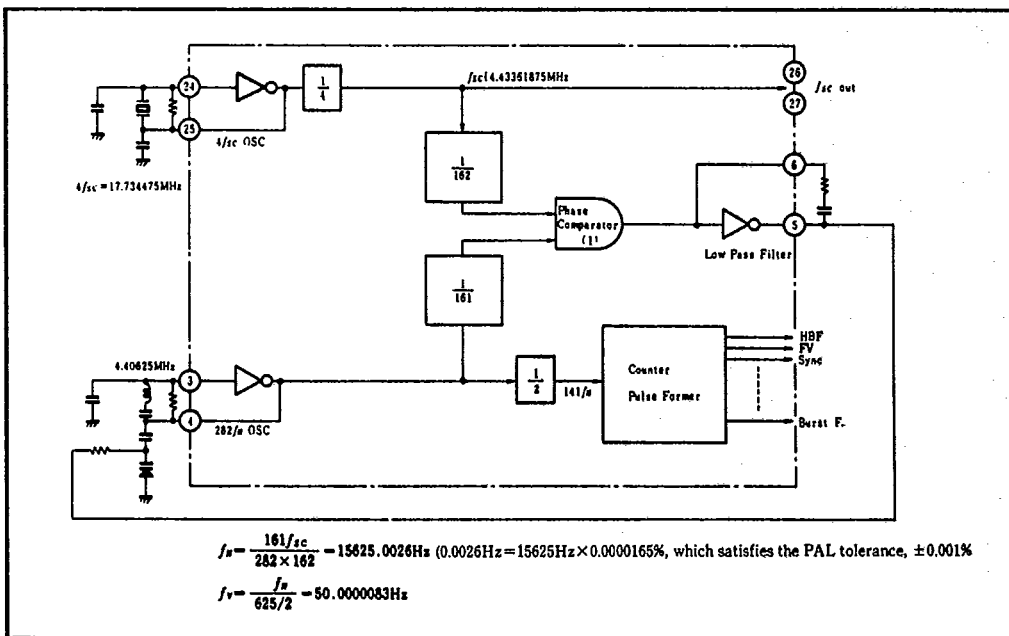 24
25
1/4
fsc(4.43361875MHz
26
27
fsc out
4fsc OSC
4fsc=17.734475MHz
1/162
6
5
Phase
Comparator
(1)
Low Pass Filter
1/161
4.40625MHz
3
4
282fH OSC
1/2
141fH
Counter
Pulse Former
HBF
FV
Sync
Burst F.
fH=161fsc/282×162=15625.0026Hz (0.0026Hz=15625Hz×0.0000165%, which satisfies the PAL tolerance, ±0.001%
fV=fH/625/2=50.0000083Hz